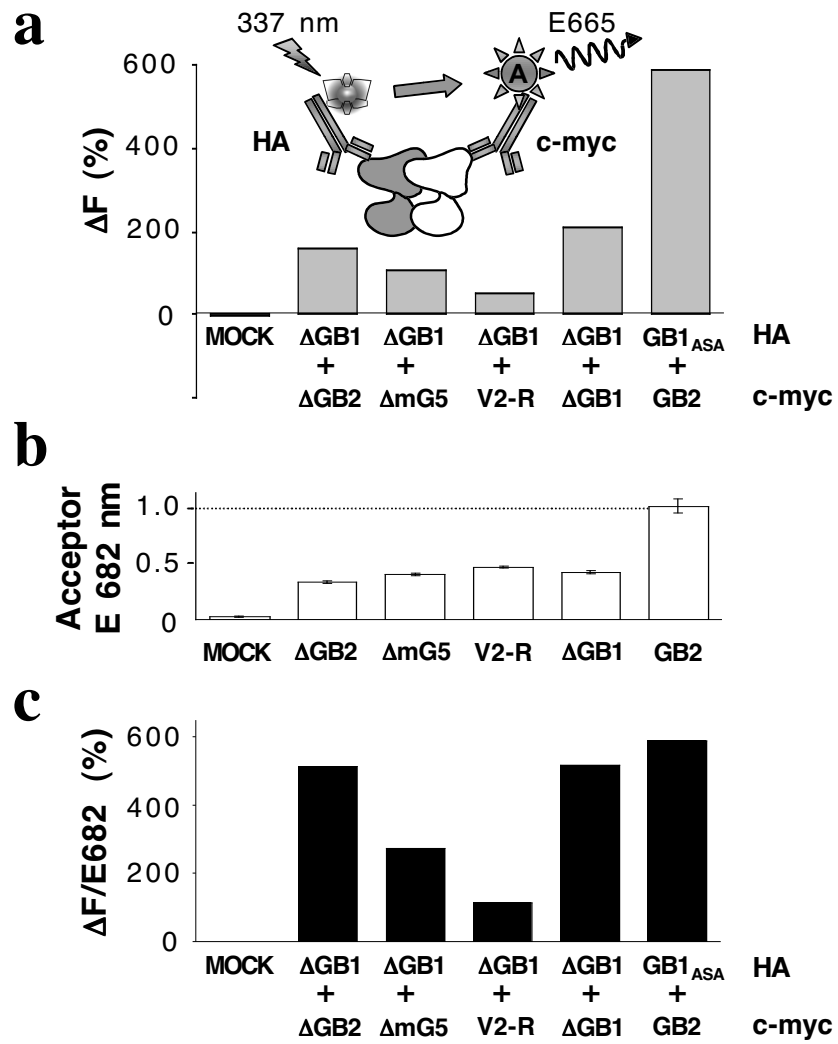 a
337 nm
E665
A
HA
c-myc
ΔF (%)
600
400
200
0
MOCK ΔGB1 ΔGB1 ΔGB1 ΔGB1 GB1ASA HA
+ + + + +
ΔGB2 ΔmG5 V2-R ΔGB1 GB2 c-myc
b
Acceptor
E 682 nm
1.0
0.5
0
MOCK ΔGB2 ΔmG5 V2-R ΔGB1 GB2
c
ΔF/E682 (%)
600
400
200
0
MOCK ΔGB1 ΔGB1 ΔGB1 ΔGB1 GB1ASA HA
+ + + + +
ΔGB2 ΔmG5 V2-R ΔGB1 GB2 c-myc